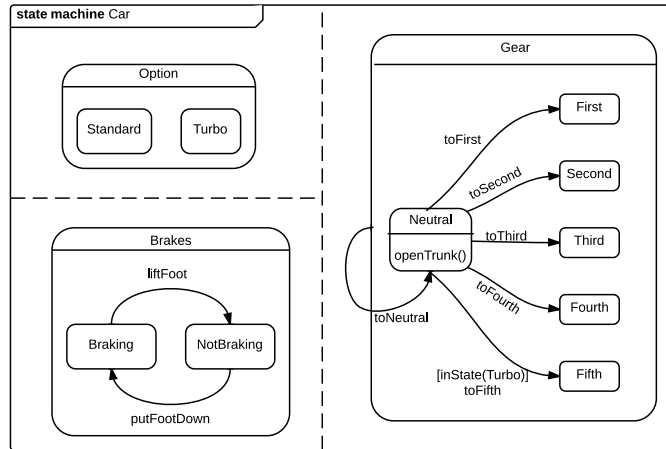 state machine Car
Option
Standard
Turbo
Brakes
liftFoot
Braking
NotBraking
putFootDown
Gear
First
toFirst
toSecond
Second
Neutral
toThird
Third
openTrunk()
toFourth
Fourth
toNeutral
[inState(Turbo)]
toFifth
Fifth